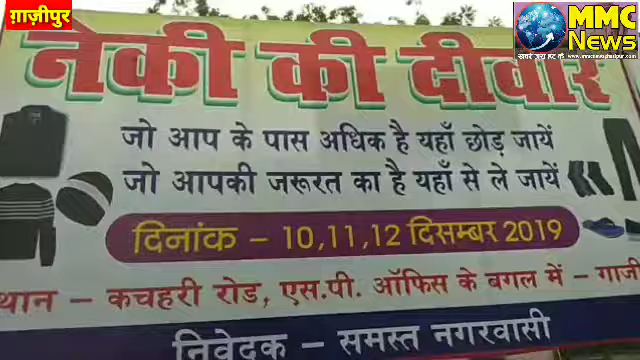 ग़ाज़ीपुर
MMC
News
नेकी की दीवार
जो आप के पास अधिक है यहाँ छोड़ जायें
जो आपकी जरूरत का है यहाँ से ले जायें
दिनांक - 10,11,12 दिसम्बर 2019
थान - कचहरी रोड, एस.पी. ऑफिस के बगल में - गाजी
निवेदक - समस्त नगरवासी